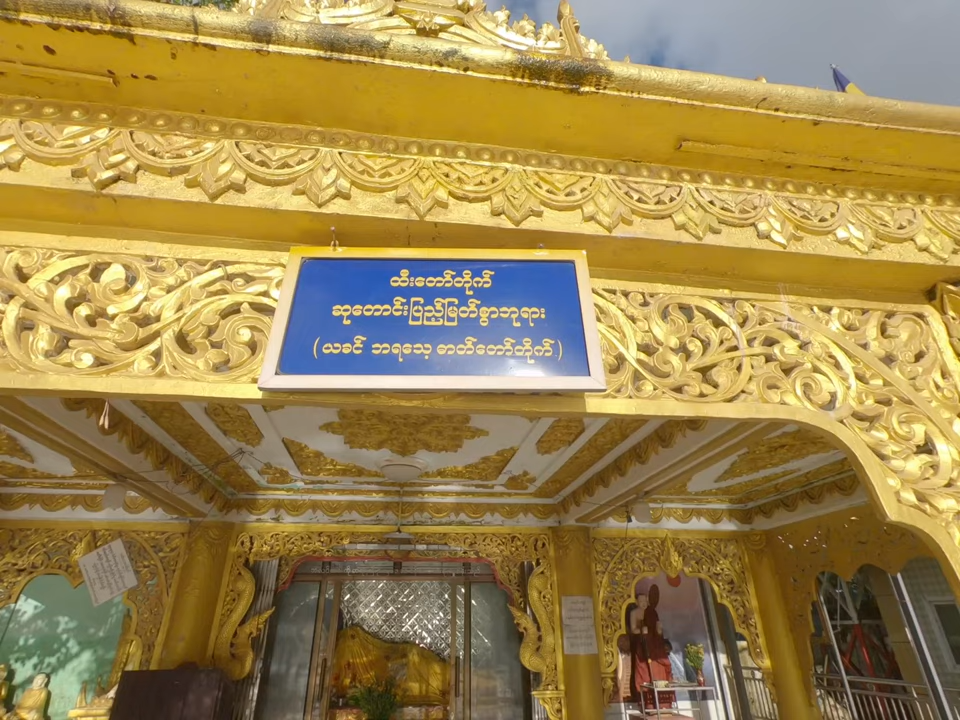 ထီးတော်တိုက်
ဆုတောင်းပြည့်မြတ်စွာဘုရား
(လခင် ဘရသေ့ ဓာတ်တော်တိုက်)